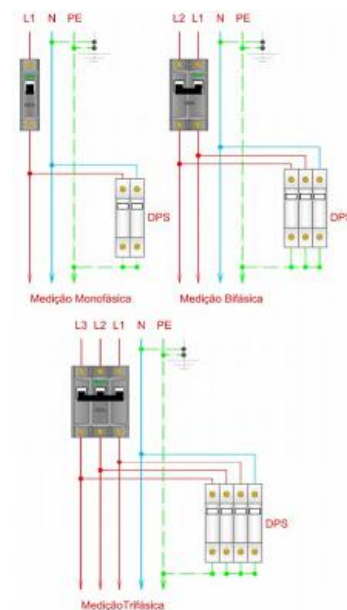 L1 N PE
DPS
Medição Monofásica
L2 L1 N PE
DPS
Medição Bifásica
L3 L2 L1 N PE
DPS
MediçãoTrifásica